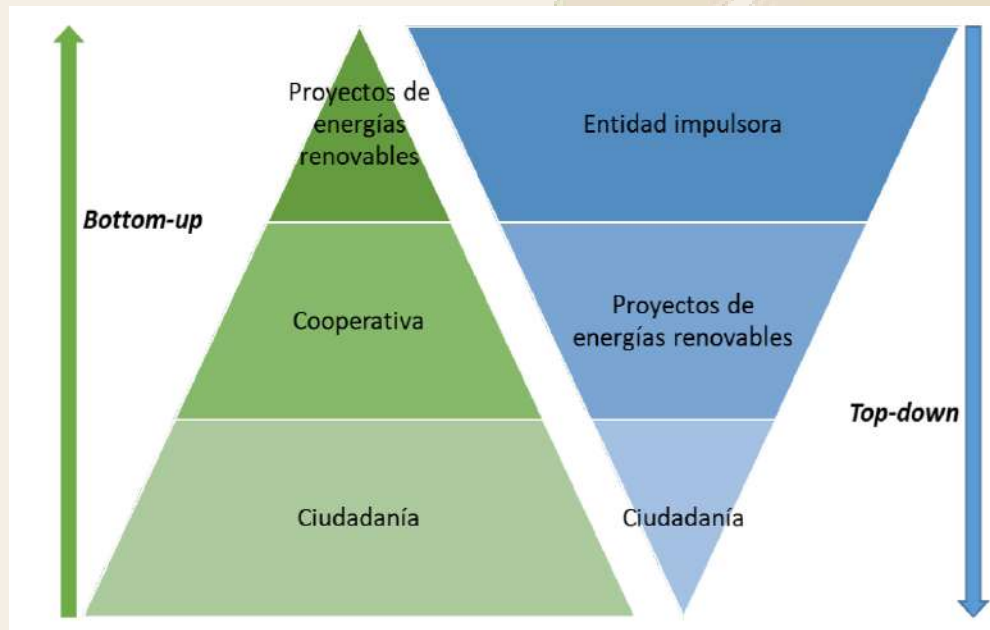 Bottom-up
Proyectos de
energías
renovables
Cooperativa
Ciudadanía
Entidad impulsora
Proyectos de
energías renovables
Ciudadanía
Top-down